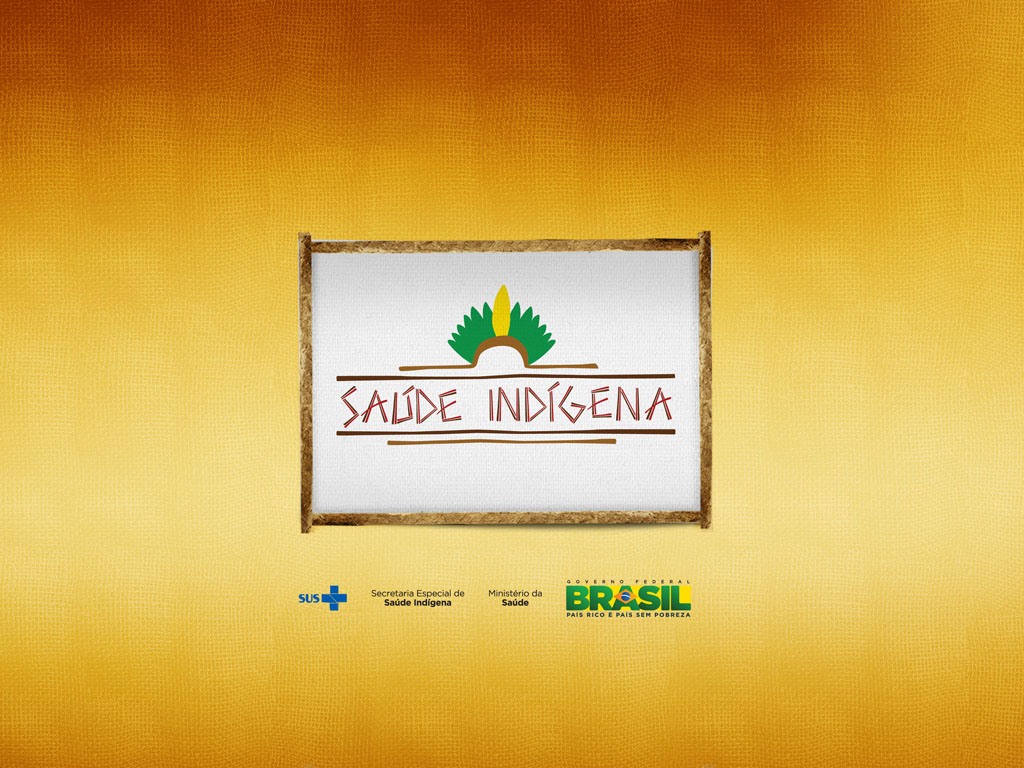 SAÚDE INDÍGENA
SUS
Secretaria Especial de
Saúde Indígena
Ministério da
Saúde
GOVERNO FEDERAL
BRASIL
PAÍS RICO É PAÍS SEM POBREZA